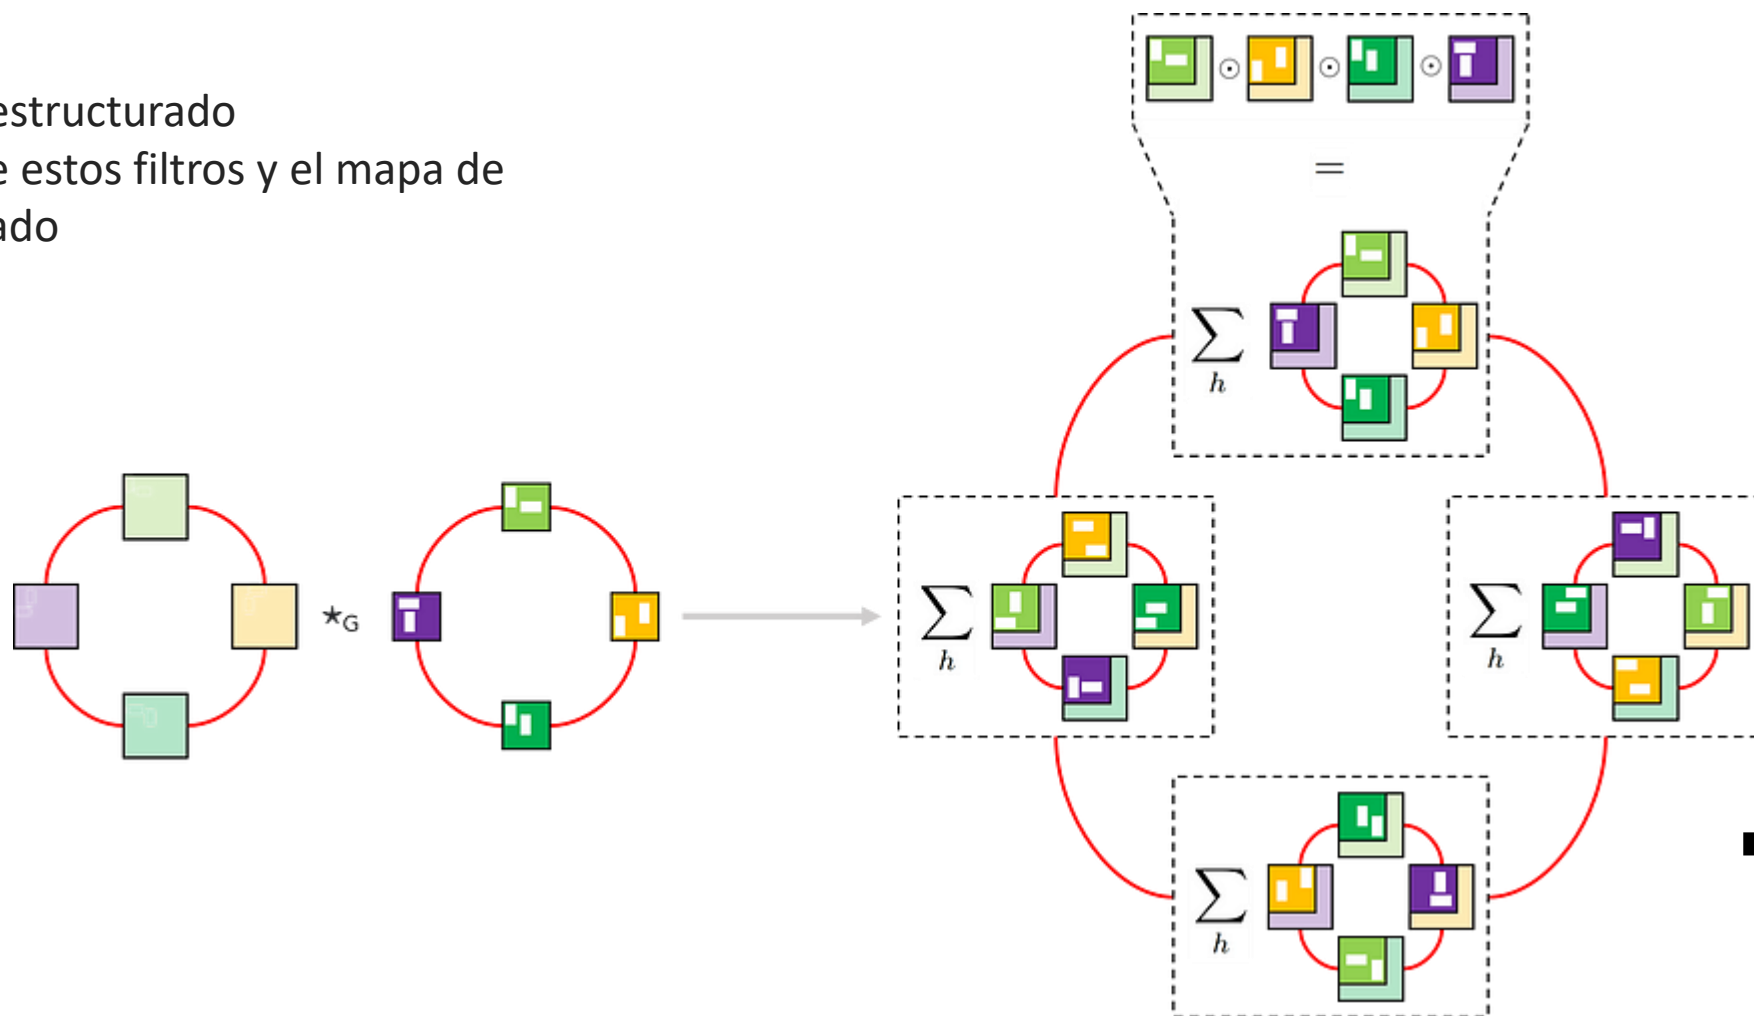 estructurado
e estos filtros y el mapa de
ado
⊙ ⊙ ⊙
=
∑
h
⋆G
∑
h
∑
h
∑
h